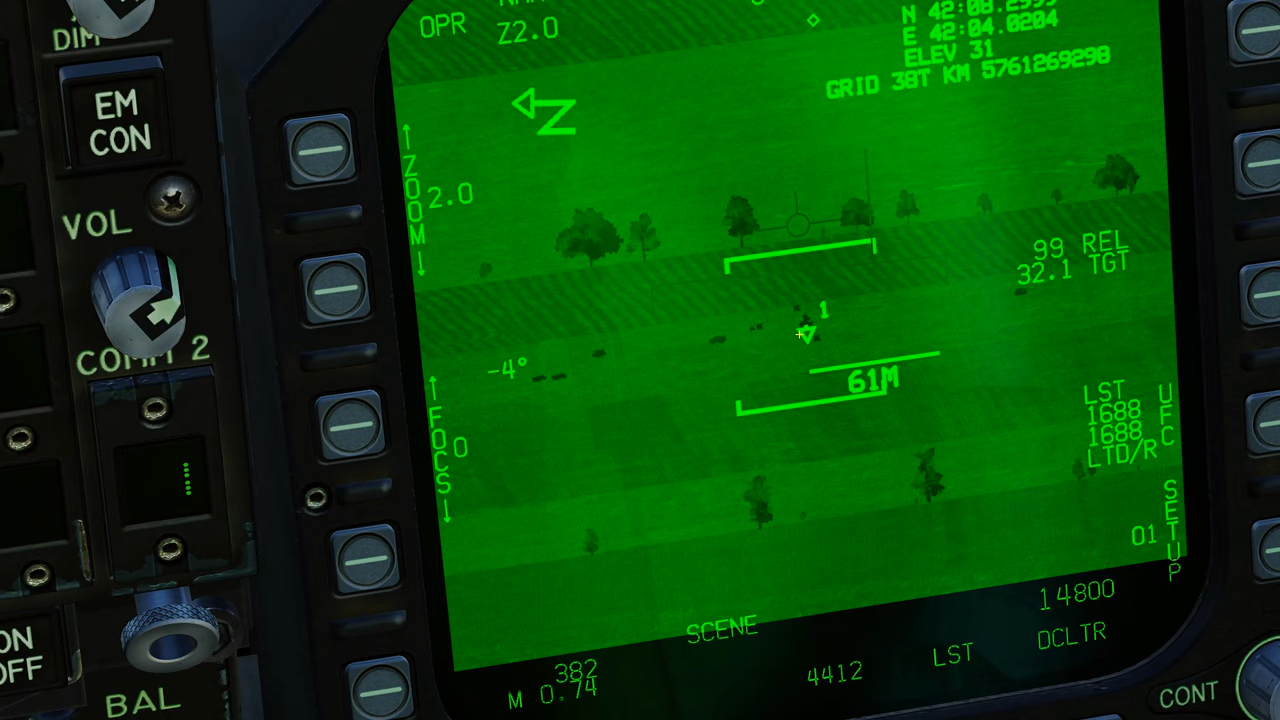 DIM
EM
CON
VOL
COMM 2
ON
OFF
BAL
OPR
Z2.0
N 42:08.2999
E 42:04.0204
ELEV 31
GRID 38T KM 5761269298
N
ZOOM
2.0
99 REL
32.1 TGT
1
-4°
61M
FOCS
0
LST
1688
1688
LTD/R
UFC
SETUP
01
SCENE
14800
382
M 0.74
4412
LST
DCLTR
CONT